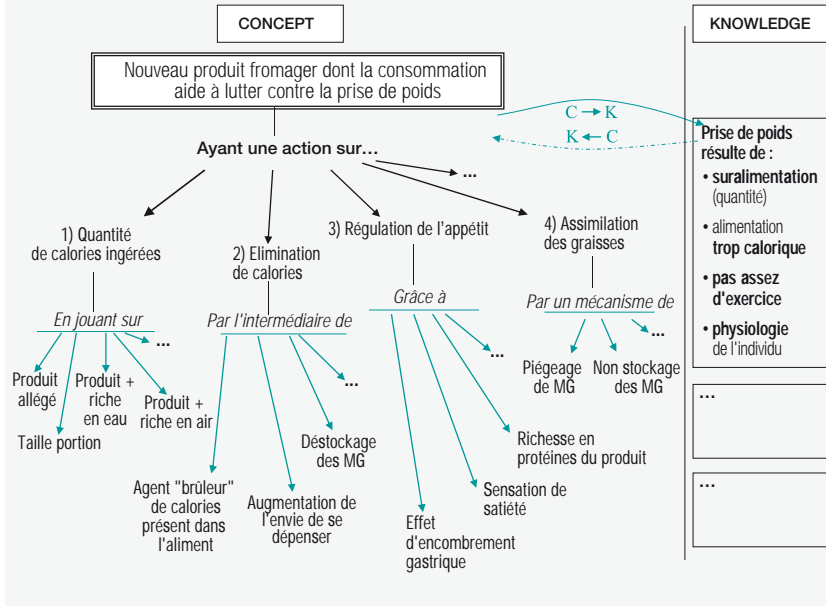 CONCEPT
KNOWLEDGE
Nouveau produit fromager dont la consommation
aide à lutter contre la prise de poids
C → K
K ← C
Ayant une action sur...
...
Prise de poids
résulte de :
• suralimentation
(quantité)
• alimentation
trop calorique
• pas assez
d'exercice
• physiologie
de l'individu
...
...
1) Quantité
de calories ingérées
2) Elimination
de calories
3) Régulation de l'appétit
4) Assimilation
des graisses
En jouant sur
...
Produit
allégé
Taille portion
Produit +
riche
en eau
Produit +
riche en air
Par l'intermédiaire de
...
Agent "brûleur"
de calories
présent dans
l'aliment
Augmentation de
l'envie de se
dépenser
Déstockage
des MG
Grâce à
...
Effet
d'encombrement
gastrique
Sensation de
satiété
Richesse en
protéines du produit
Par un mécanisme de
...
Piégeage
de MG
Non stockage
des MG